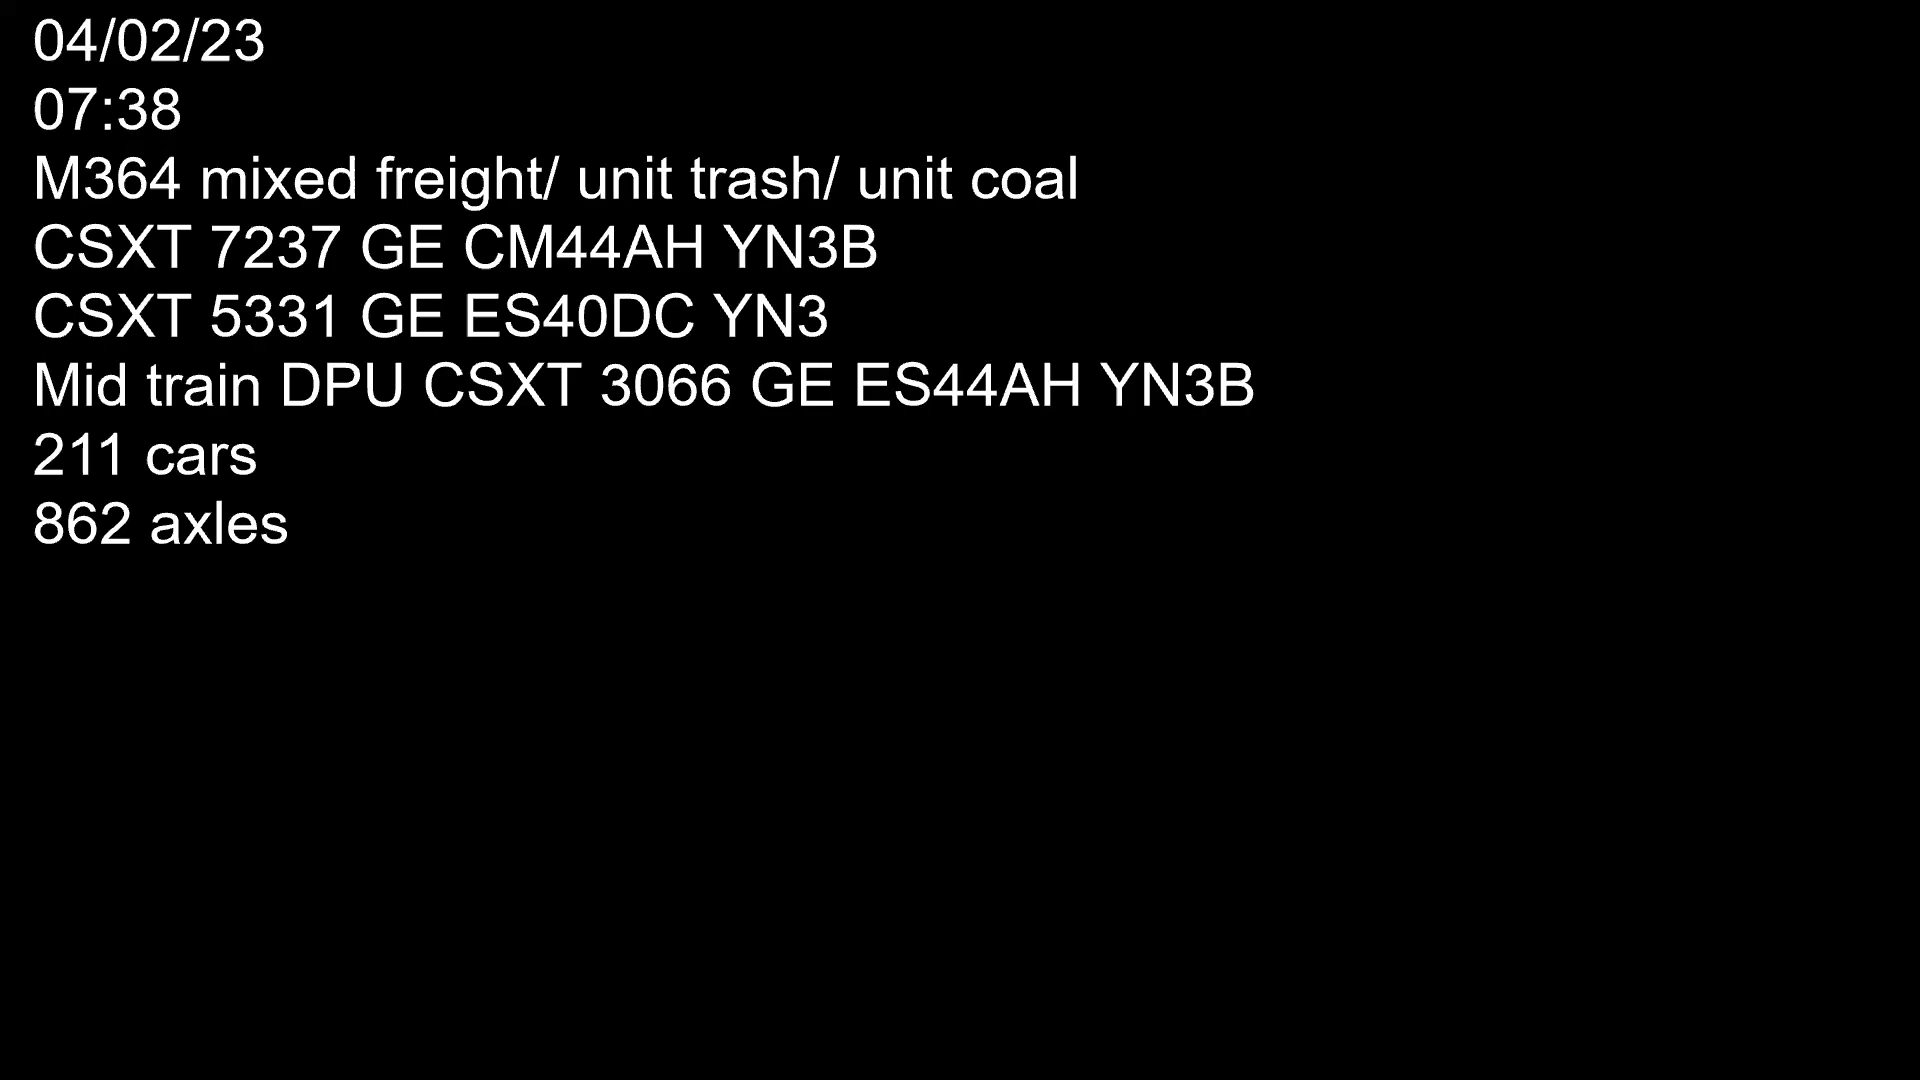 04/02/23
07:38
M364 mixed freight/ unit trash/ unit coal
CSXT 7237 GE CM44AH YN3B
CSXT 5331 GE ES40DC YN3
Mid train DPU CSXT 3066 GE ES44AH YN3B
211 cars
862 axles